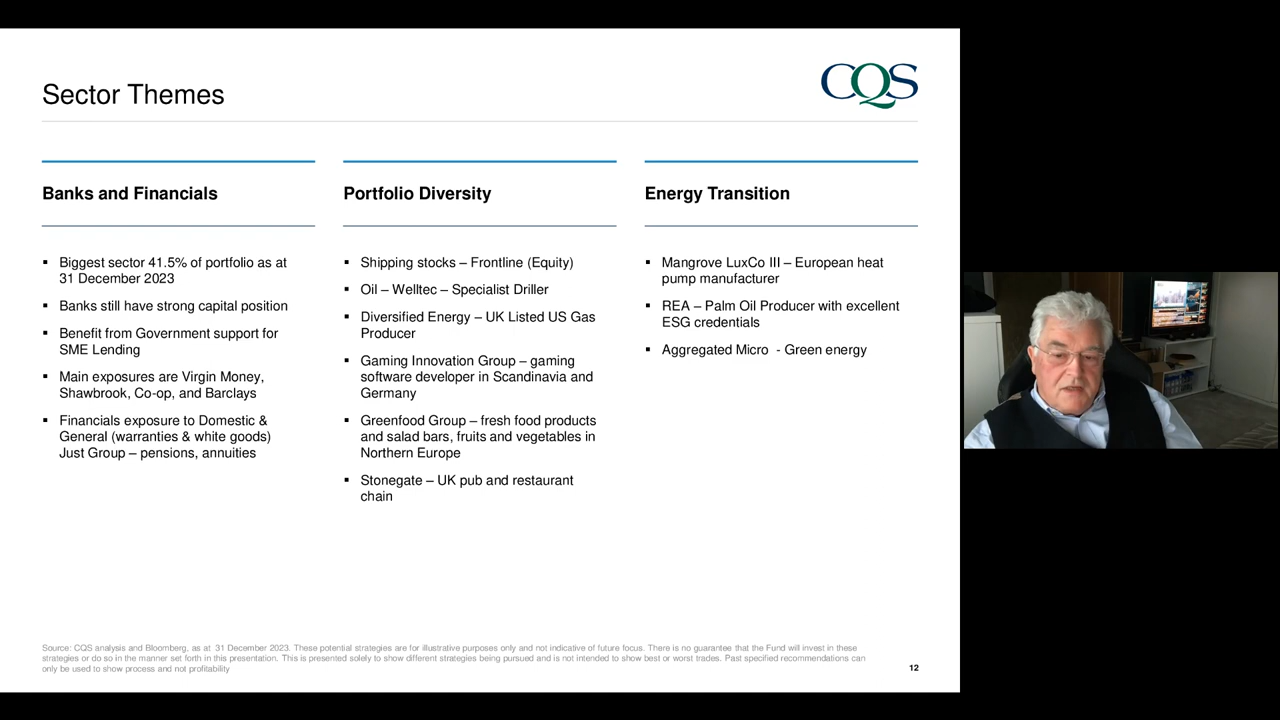 Sector Themes
CQS
Banks and Financials
▪ Biggest sector 41.5% of portfolio as at
31 December 2023
▪ Banks still have strong capital position
▪ Benefit from Government support for
SME Lending
▪ Main exposures are Virgin Money,
Shawbrook, Co-op, and Barclays
▪ Financials exposure to Domestic &
General (warranties & white goods)
Just Group – pensions, annuities
Portfolio Diversity
▪ Shipping stocks – Frontline (Equity)
▪ Oil – Welltec – Specialist Driller
▪ Diversified Energy – UK Listed US Gas
Producer
▪ Gaming Innovation Group – gaming
software developer in Scandinavia and
Germany
▪ Greenfood Group – fresh food products
and salad bars, fruits and vegetables in
Northern Europe
▪ Stonegate – UK pub and restaurant
chain
Energy Transition
▪ Mangrove LuxCo III – European heat
pump manufacturer
▪ REA – Palm Oil Producer with excellent
ESG credentials
▪ Aggregated Micro - Green energy
Source: CQS analysis and Bloomberg, as at 31 December 2023. These potential strategies are for illustrative purposes only and not indicative of future focus. There is no guarantee that the Fund will invest in these
strategies or do so in the manner set forth in this presentation. This is presented solely to show different strategies being pursued and is not intended to show best or worst trades. Past specified recommendations can
only be used to show process and not profitability
12